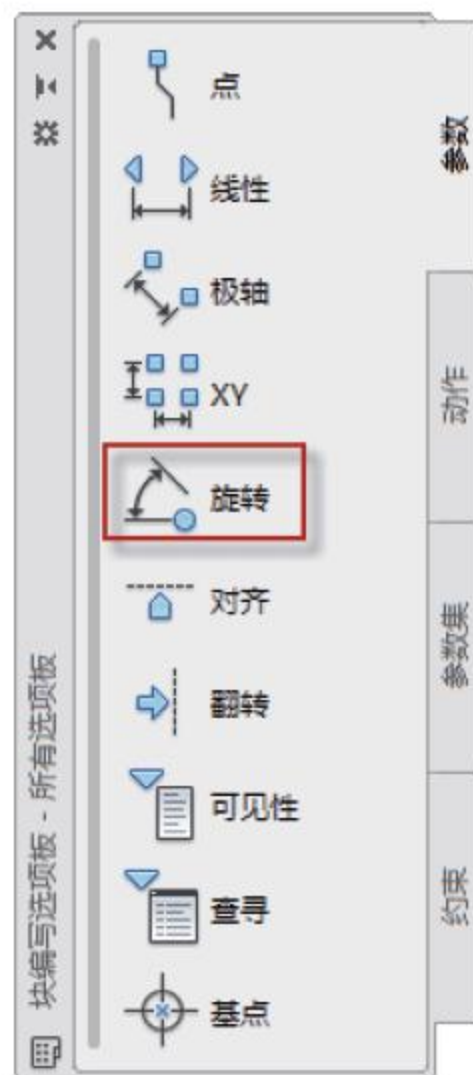 点
线性
极轴
XY
旋转
对齐
翻转
可见性
查寻
基点
参数
动作
参数集
约束
块编写选项板 - 所有选项板